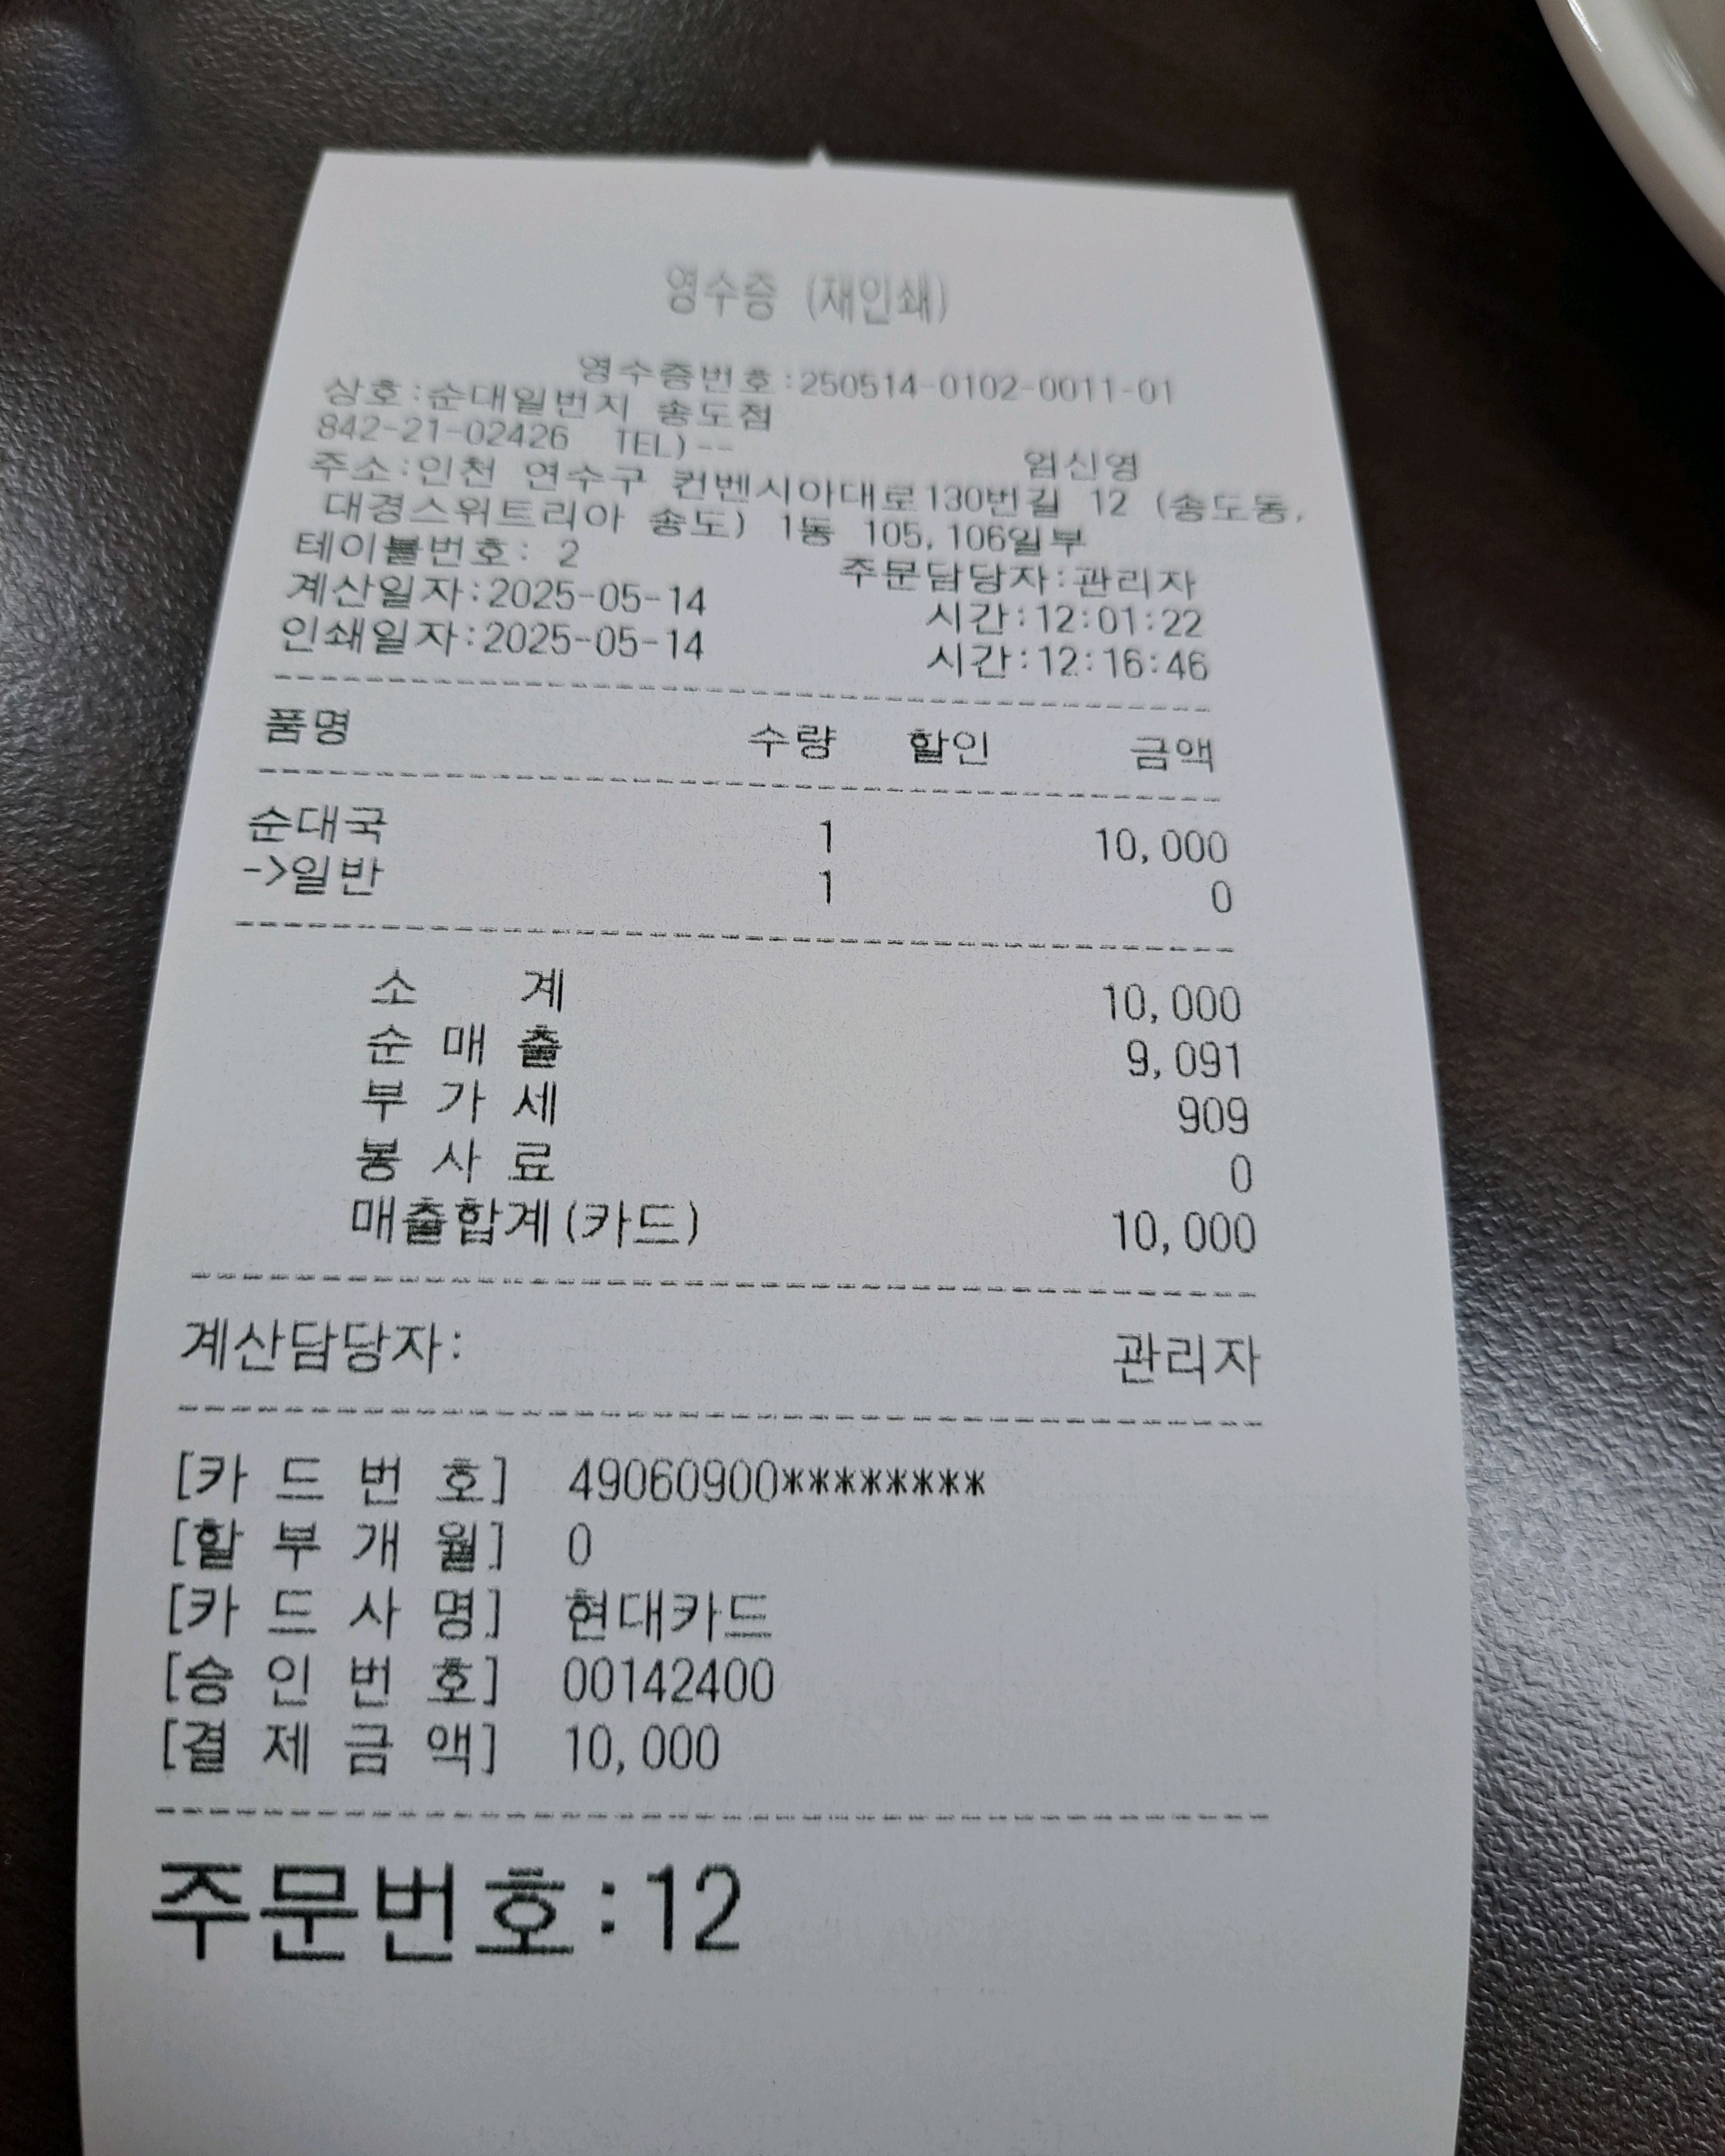 영수증 (재인쇄)
영수증번호:250514-0102-0011-01
상호:순대일번지 송도점
842-21-02426 TEL)-- 엄신영
주소:인천 연수구 컨벤시아대로130번길 12 (송도동,
대경스위트리아 송도) 1동 105,106일부
테이블번호: 2 주문담당자:관리자
계산일자:2025-05-14 시간:12:01:22
인쇄일자:2025-05-14 시간:12:16:46
품명 수량 할인 금액
순대국 1 10,000
->일반 1 0
소 계 10,000
순 매 출 9,091
부 가 세 909
봉 사 료 0
매출합계(카드) 10,000
계산담당자: 관리자
[카 드 번 호] 49060900********
[할 부 개 월] 0
[카 드 사 명] 현대카드
[승 인 번 호] 00142400
[결 제 금 액] 10,000
주문번호:12